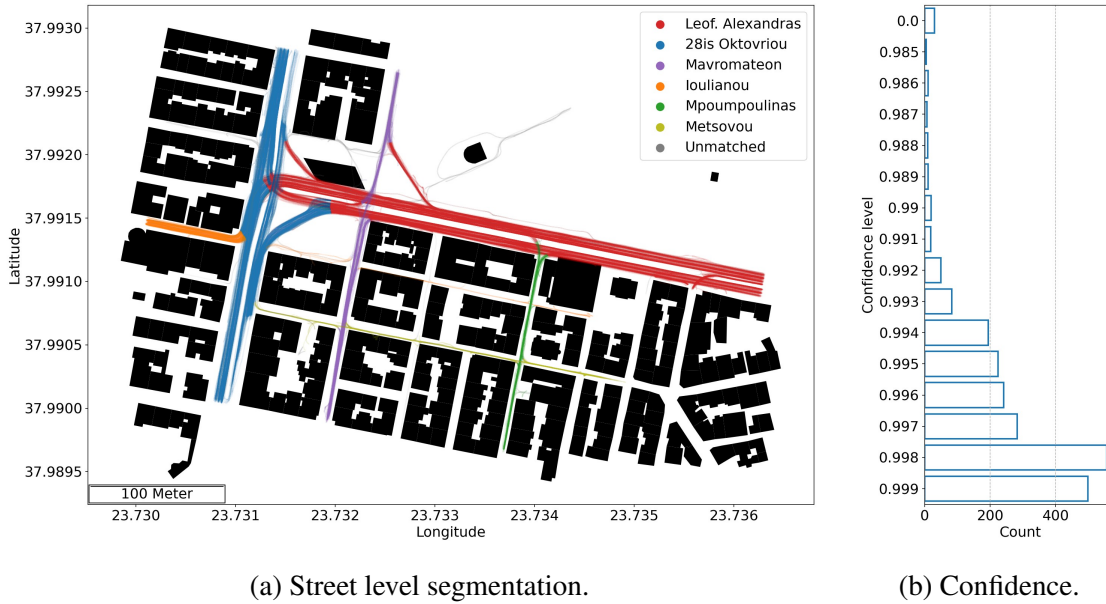 37.9930
37.9925
37.9920
37.9915
37.9910
37.9905
37.9900
37.9895
Latitude
Leof. Alexandras
28is Oktovriou
Mavromateon
Ioulianou
Mpoumpoulinas
Metsovou
Unmatched
100 Meter
23.730 23.731 23.732 23.733 23.734 23.735 23.736
Longitude
(a) Street level segmentation.
Confidence level
0.0
0.985
0.986
0.987
0.988
0.989
0.99
0.991
0.992
0.993
0.994
0.995
0.996
0.997
0.998
0.999
0 200 400
Count
(b) Confidence.